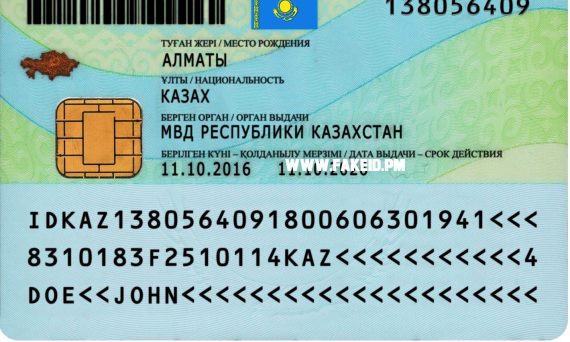 138056409
ТУҒАН ЖЕРІ / МЕСТО РОЖДЕНИЯ
АЛМАТЫ
ҰЛТЫ / НАЦИОНАЛЬНОСТЬ
КАЗАХ
БЕРГЕН ОРГАН / ОРГАН ВЫДАЧИ
МВД РЕСПУБЛИКИ КАЗАХСТАН
БЕРІЛГЕН КҮНІ – ҚОЛДАНЫЛУ МЕРЗІМІ / ДАТА ВЫДАЧИ – СРОК ДЕЙСТВИЯ
WWW.FAKEID.PM
11.10.2016
IDKAZ1380564091800606301941<<<
8310183F2510114KAZ<<<<<<<<<<<4
DOE<<JOHN<<<<<<<<<<<<<<<<<<<<<